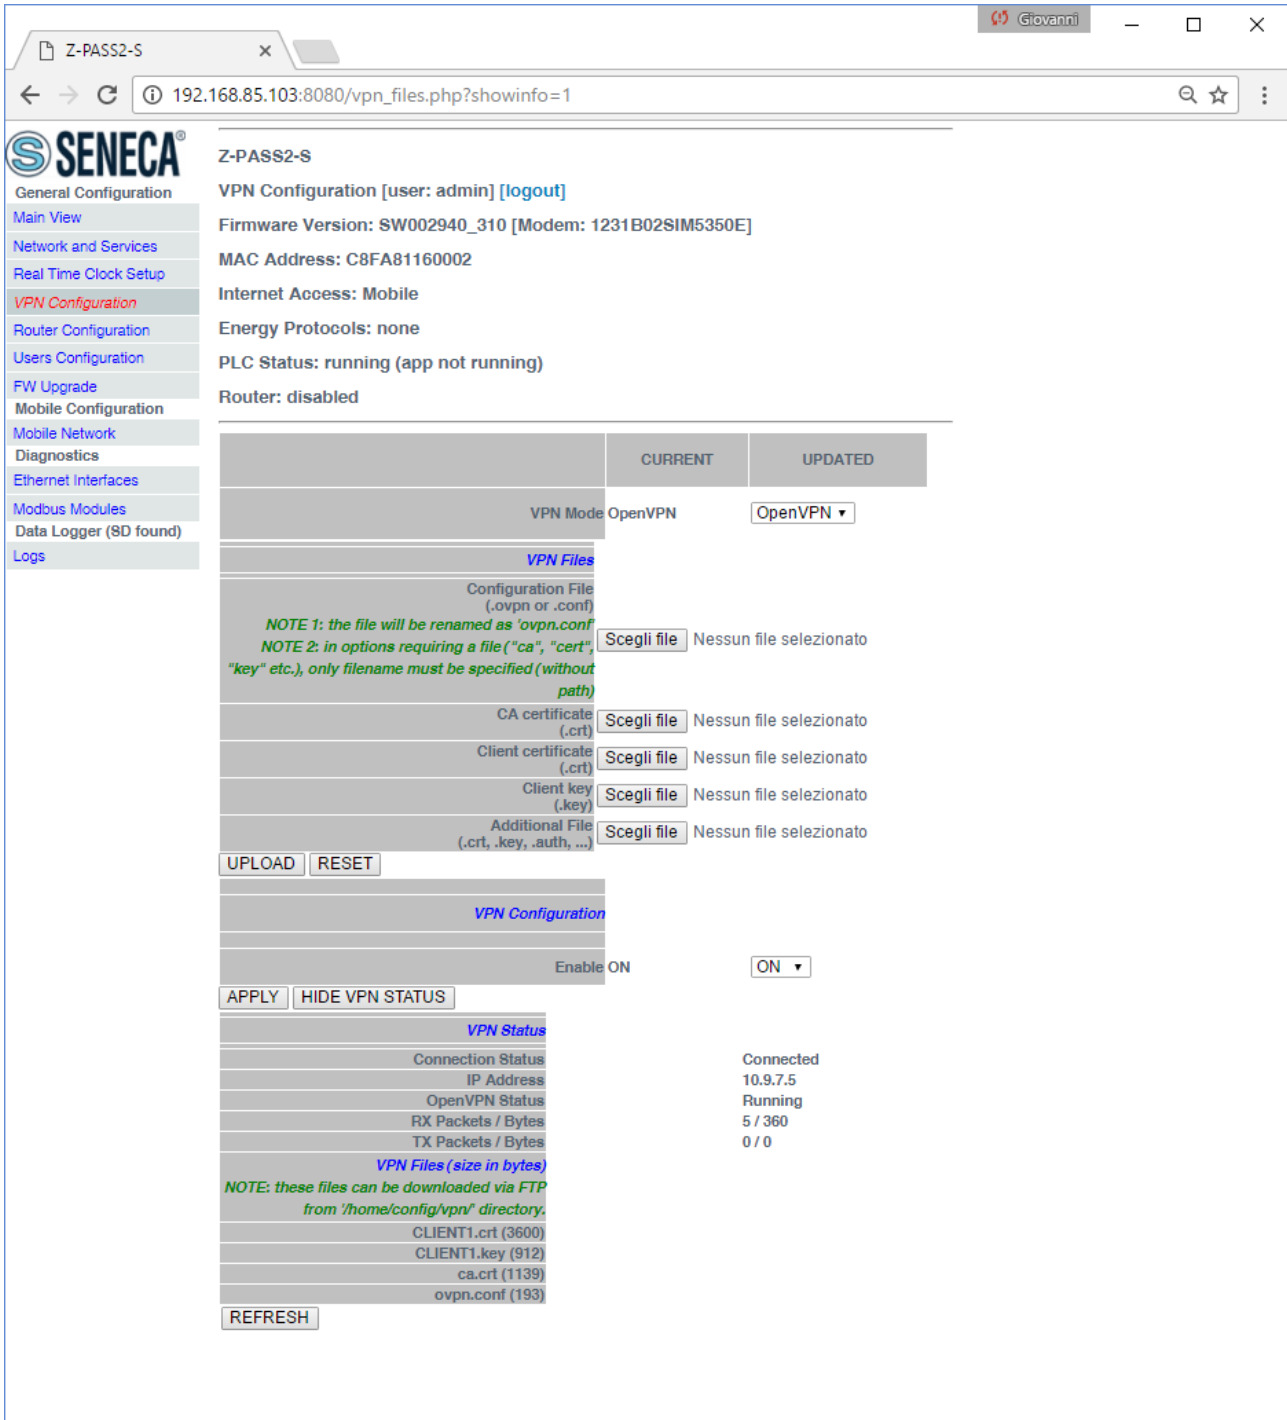 Giovanni
Z-PASS2-S
192.168.85.103:8080/vpn_files.php?showinfo=1
S SENECA®
General Configuration
Main View
Network and Services
Real Time Clock Setup
VPN Configuration
Router Configuration
Users Configuration
FW Upgrade
Mobile Configuration
Mobile Network
Diagnostics
Ethernet Interfaces
Modbus Modules
Data Logger (SD found)
Logs
Z-PASS2-S
VPN Configuration [user: admin] [logout]
Firmware Version: SW002940_310 [Modem: 1231B02SIM5350E]
MAC Address: C8FA81160002
Internet Access: Mobile
Energy Protocols: none
PLC Status: running (app not running)
Router: disabled
CURRENT UPDATED
VPN Mode OpenVPN OpenVPN
VPN Files
Configuration File
(.ovpn or .conf)
NOTE 1: the file will be renamed as 'ovpn.conf'
NOTE 2: in options requiring a file ("ca", "cert",
"key" etc.), only filename must be specified (without
path)
Scegli file Nessun file selezionato
CA certificate
(.crt)
Scegli file Nessun file selezionato
Client certificate
(.crt)
Scegli file Nessun file selezionato
Client key
(.key)
Scegli file Nessun file selezionato
Additional File
(.crt, .key, .auth, ...)
Scegli file Nessun file selezionato
UPLOAD RESET
VPN Configuration
Enable ON ON
APPLY HIDE VPN STATUS
VPN Status
Connection Status Connected
IP Address 10.9.7.5
OpenVPN Status Running
RX Packets / Bytes 5 / 360
TX Packets / Bytes 0 / 0
VPN Files (size in bytes)
NOTE: these files can be downloaded via FTP
from '/home/config/vpn/' directory.
CLIENT1.crt (3600)
CLIENT1.key (912)
ca.crt (1139)
ovpn.conf (193)
REFRESH